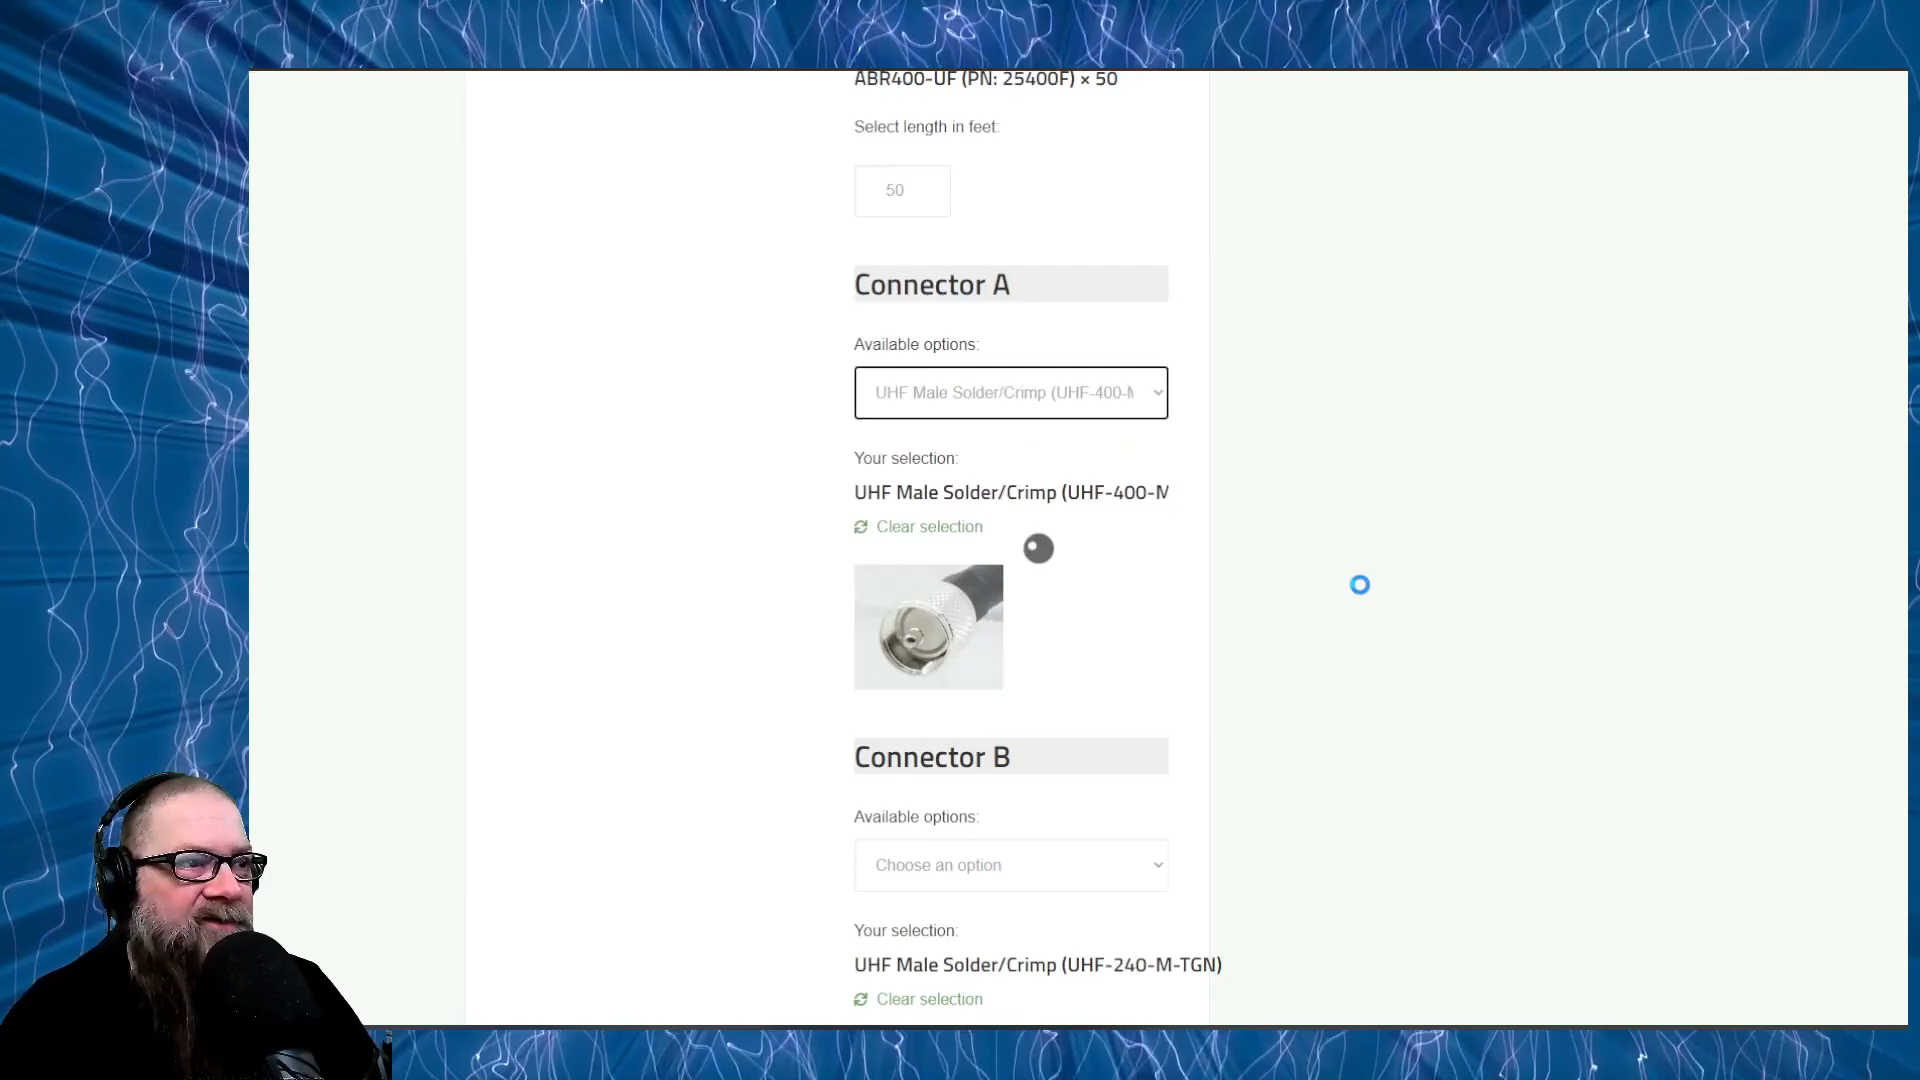 ABR400-UF (PN: 25400F) × 50
Select length in feet:
50
Connector A
Available options:
UHF Male Solder/Crimp (UHF-400-M
Your selection:
UHF Male Solder/Crimp (UHF-400-M
Clear selection
Connector B
Available options:
Choose an option
Your selection:
UHF Male Solder/Crimp (UHF-240-M-TGN)
Clear selection